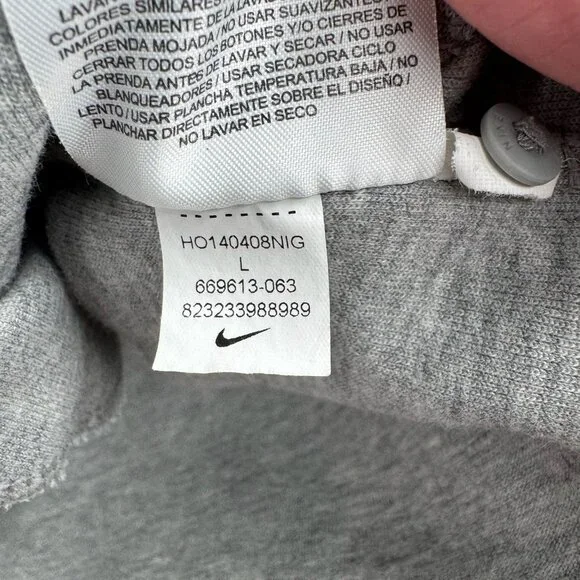 LAVAR
COLORES SIMILARES
INMEDIATAMENTE DE LA
PRENDA MOJADA / NO USAR SUAVIZANTES
CERRAR TODOS LOS BOTONES Y/O CIERRES DE
LA PRENDA ANTES DE LAVAR Y SECAR / NO USAR
BLANQUEADORES / USAR SECADORA CICLO
LENTO / USAR PLANCHA TEMPERATURA BAJA / NO
PLANCHAR DIRECTAMENTE SOBRE EL DISEÑO /
NO LAVAR EN SECO
HO140408NIG
L
669613-063
823233988989